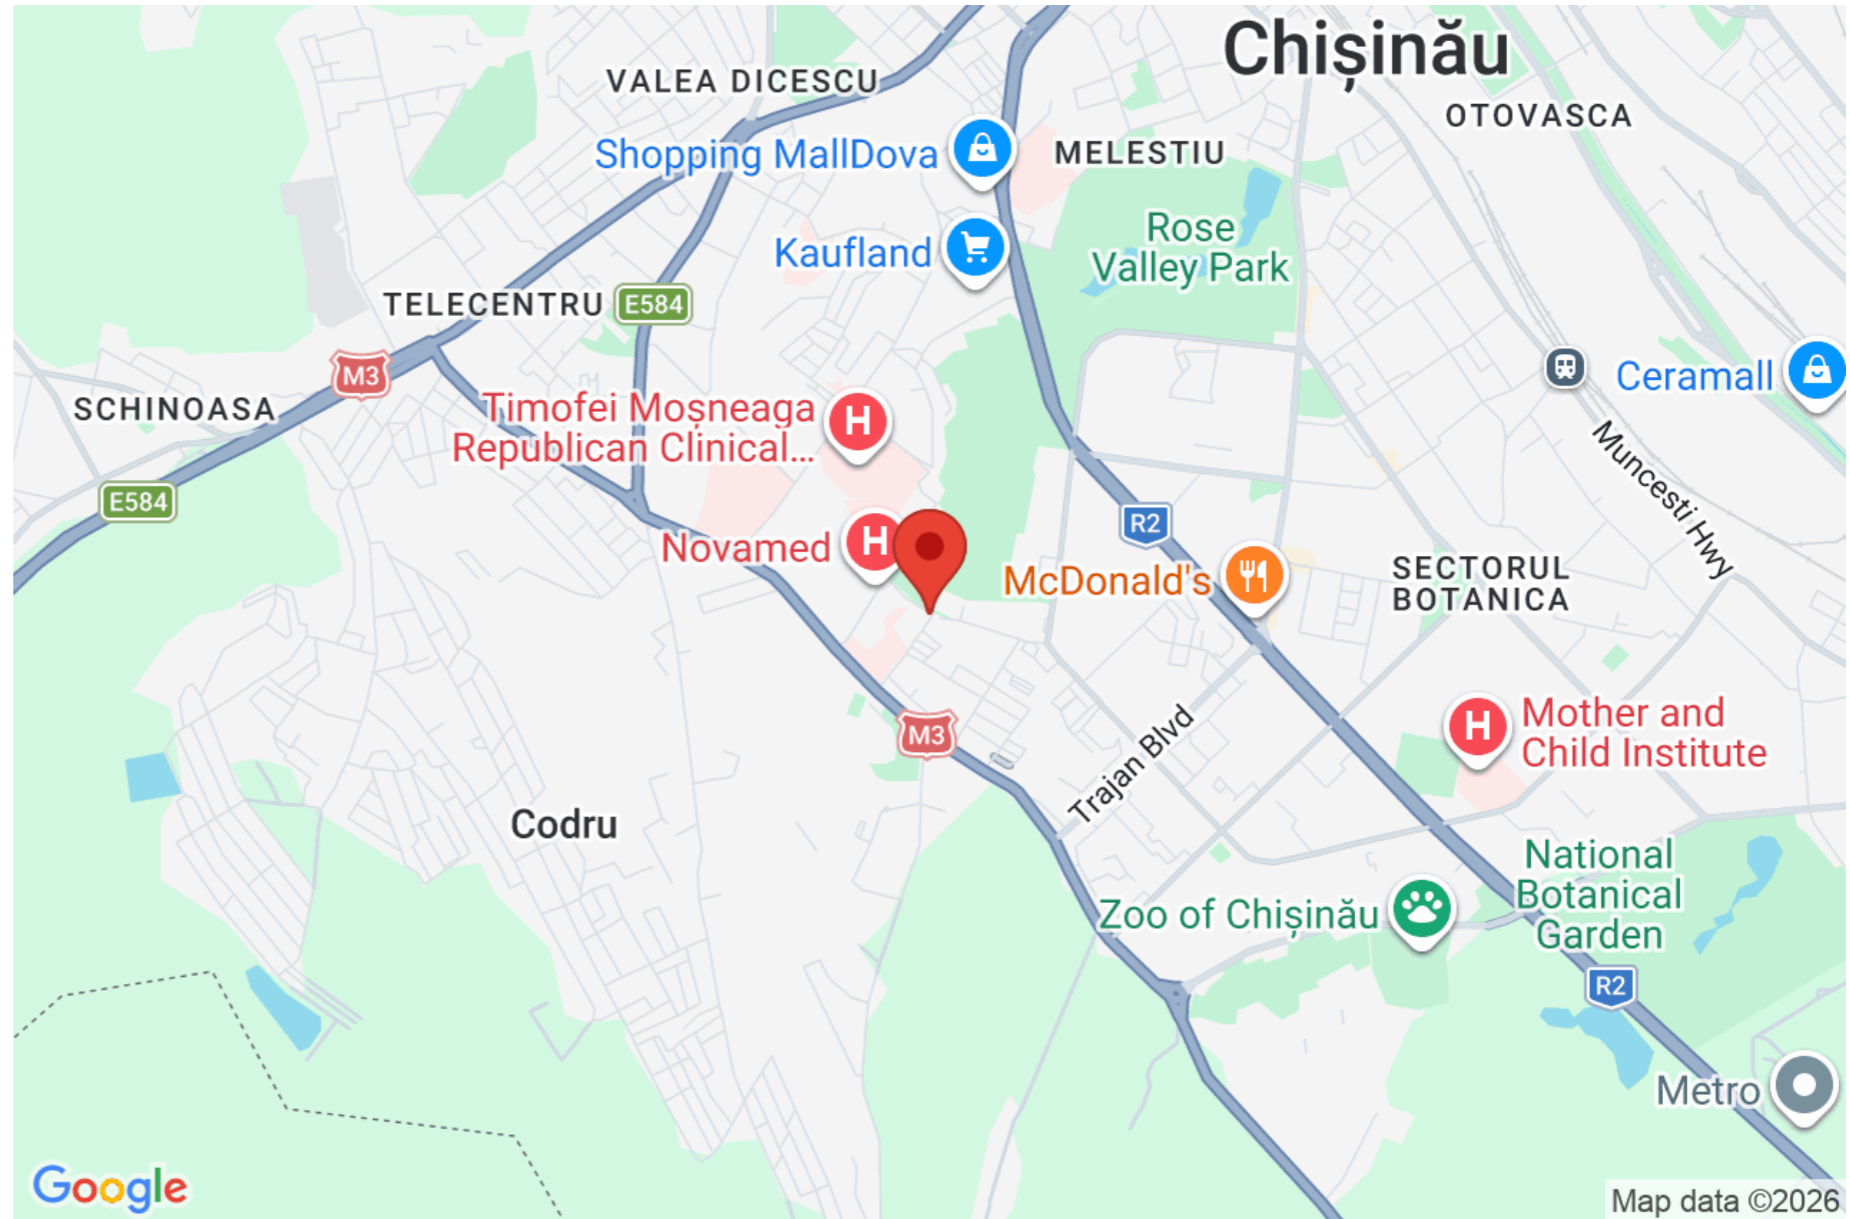 Chișinău
VALEA DICESCU
OTOVASCA
Shopping MallDova
MELESTIU
Rose
Valley Park
Kaufland
TELECENTRU
E584
M3
Ceramall
SCHINOASA
Timofei Moșneaga
Republican Clinical...
E584
Muncesti Hwy
R2
Novamed
McDonald's
SECTORUL
BOTANICA
M3
Trajan Blvd
Mother and
Child Institute
Codru
National
Botanical
Garden
Zoo of Chișinău
R2
Metro
Google
Map data ©2026